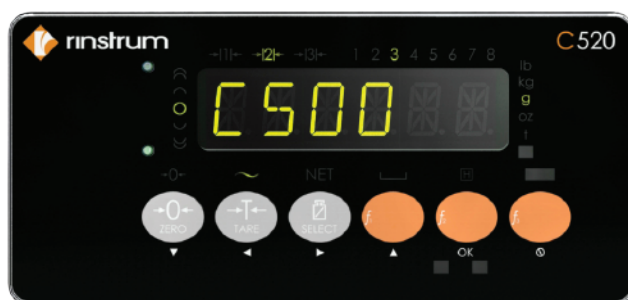 rinstrum
C520
→|1|← →|2|← →|3|← 1 2 3 4 5 6 7 8
lb
kg
g
oz
t
C500
→0← ~ NET H
→0← →T←
ZERO TARE SELECT f f f
OK